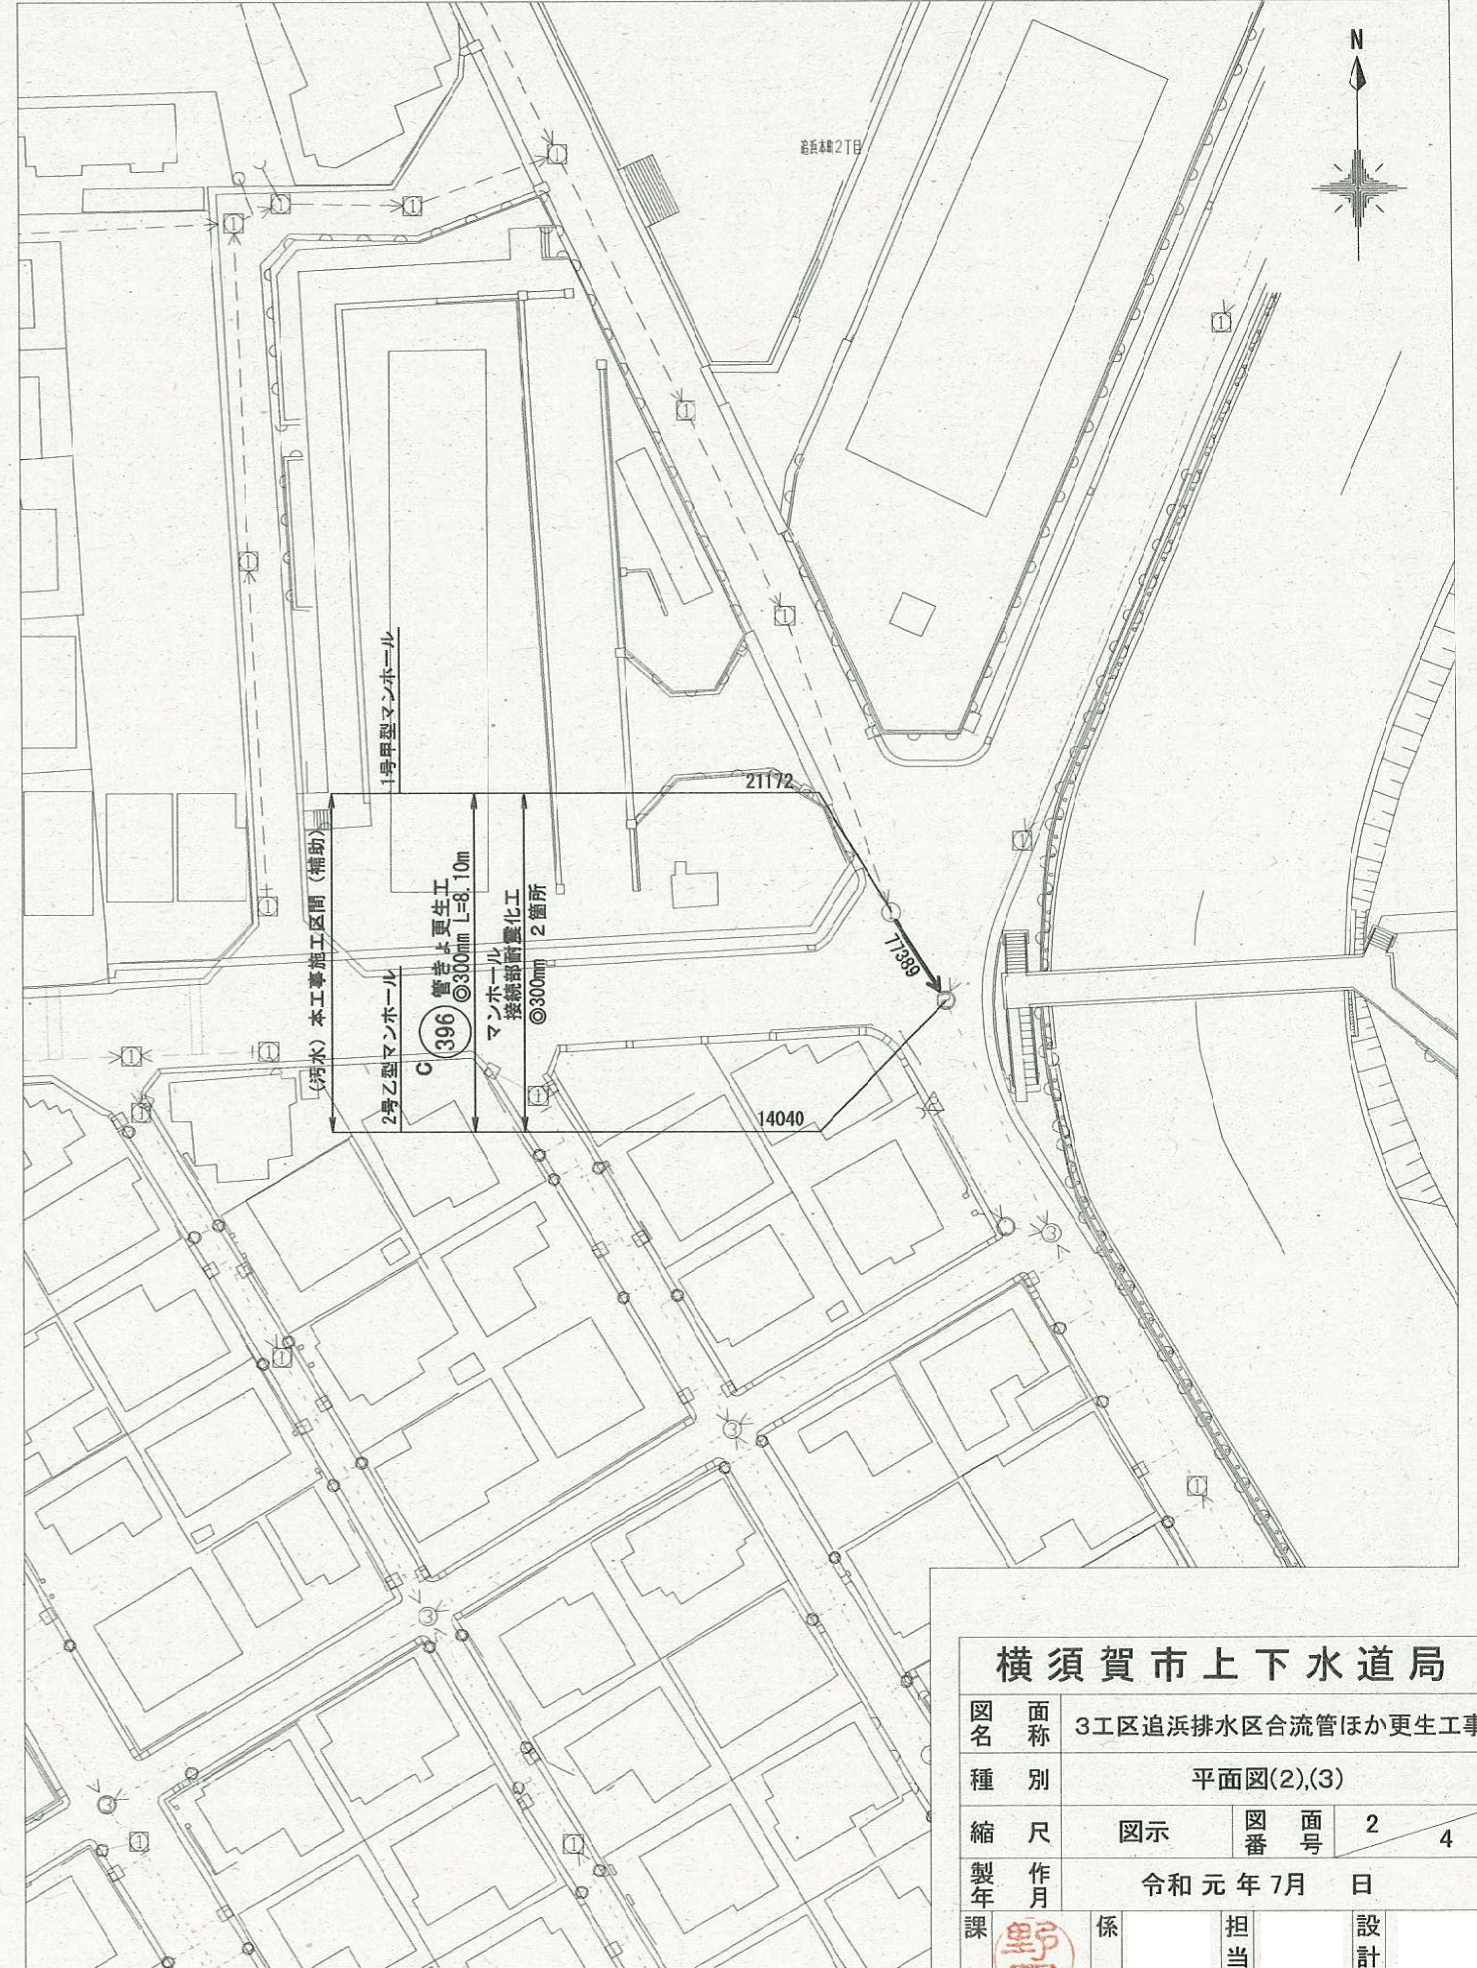 N
追浜本町2丁目
1号甲型マンホール
21172
(汚水) 本工事施工区間 (補助)
2号乙型マンホール
C 396 管きょ更生工
◎300mm L=8.10m
マンホール
接続部耐震化工
◎300mm 2箇所
77389
14040
横須賀市上下水道局
図面名称 3工区追浜排水区合流管ほか更生工事
種別 平面図(2),(3)
縮尺 図示 図面番号 2/4
製作年月 令和元年7月 日
課 係 担当 設計